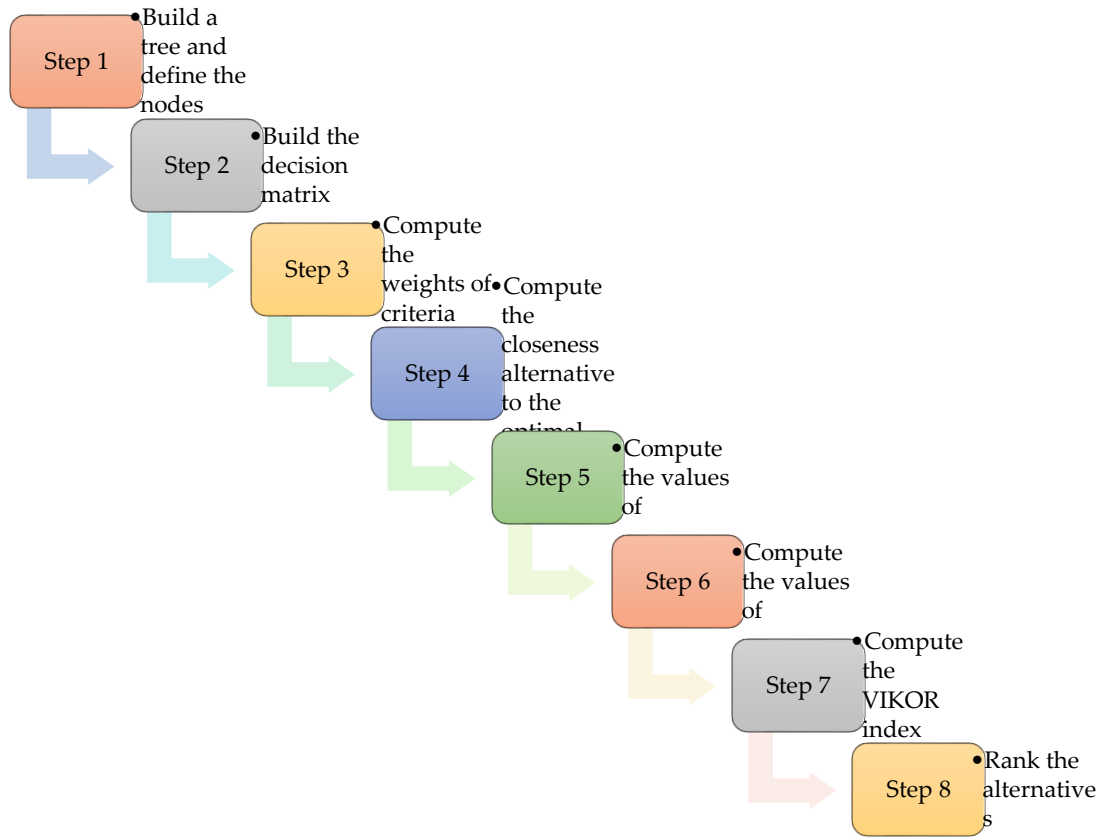 Step 1
• Build a
tree and
define the
nodes
Step 2
• Build the
decision
matrix
Step 3
• Compute
the
weights of
criteria
Step 4
• Compute
the
closeness
alternative
to the
optimal
Step 5
• Compute
the values
of
Step 6
• Compute
the values
of
Step 7
• Compute
the
VIKOR
index
Step 8
• Rank the
alternative
s